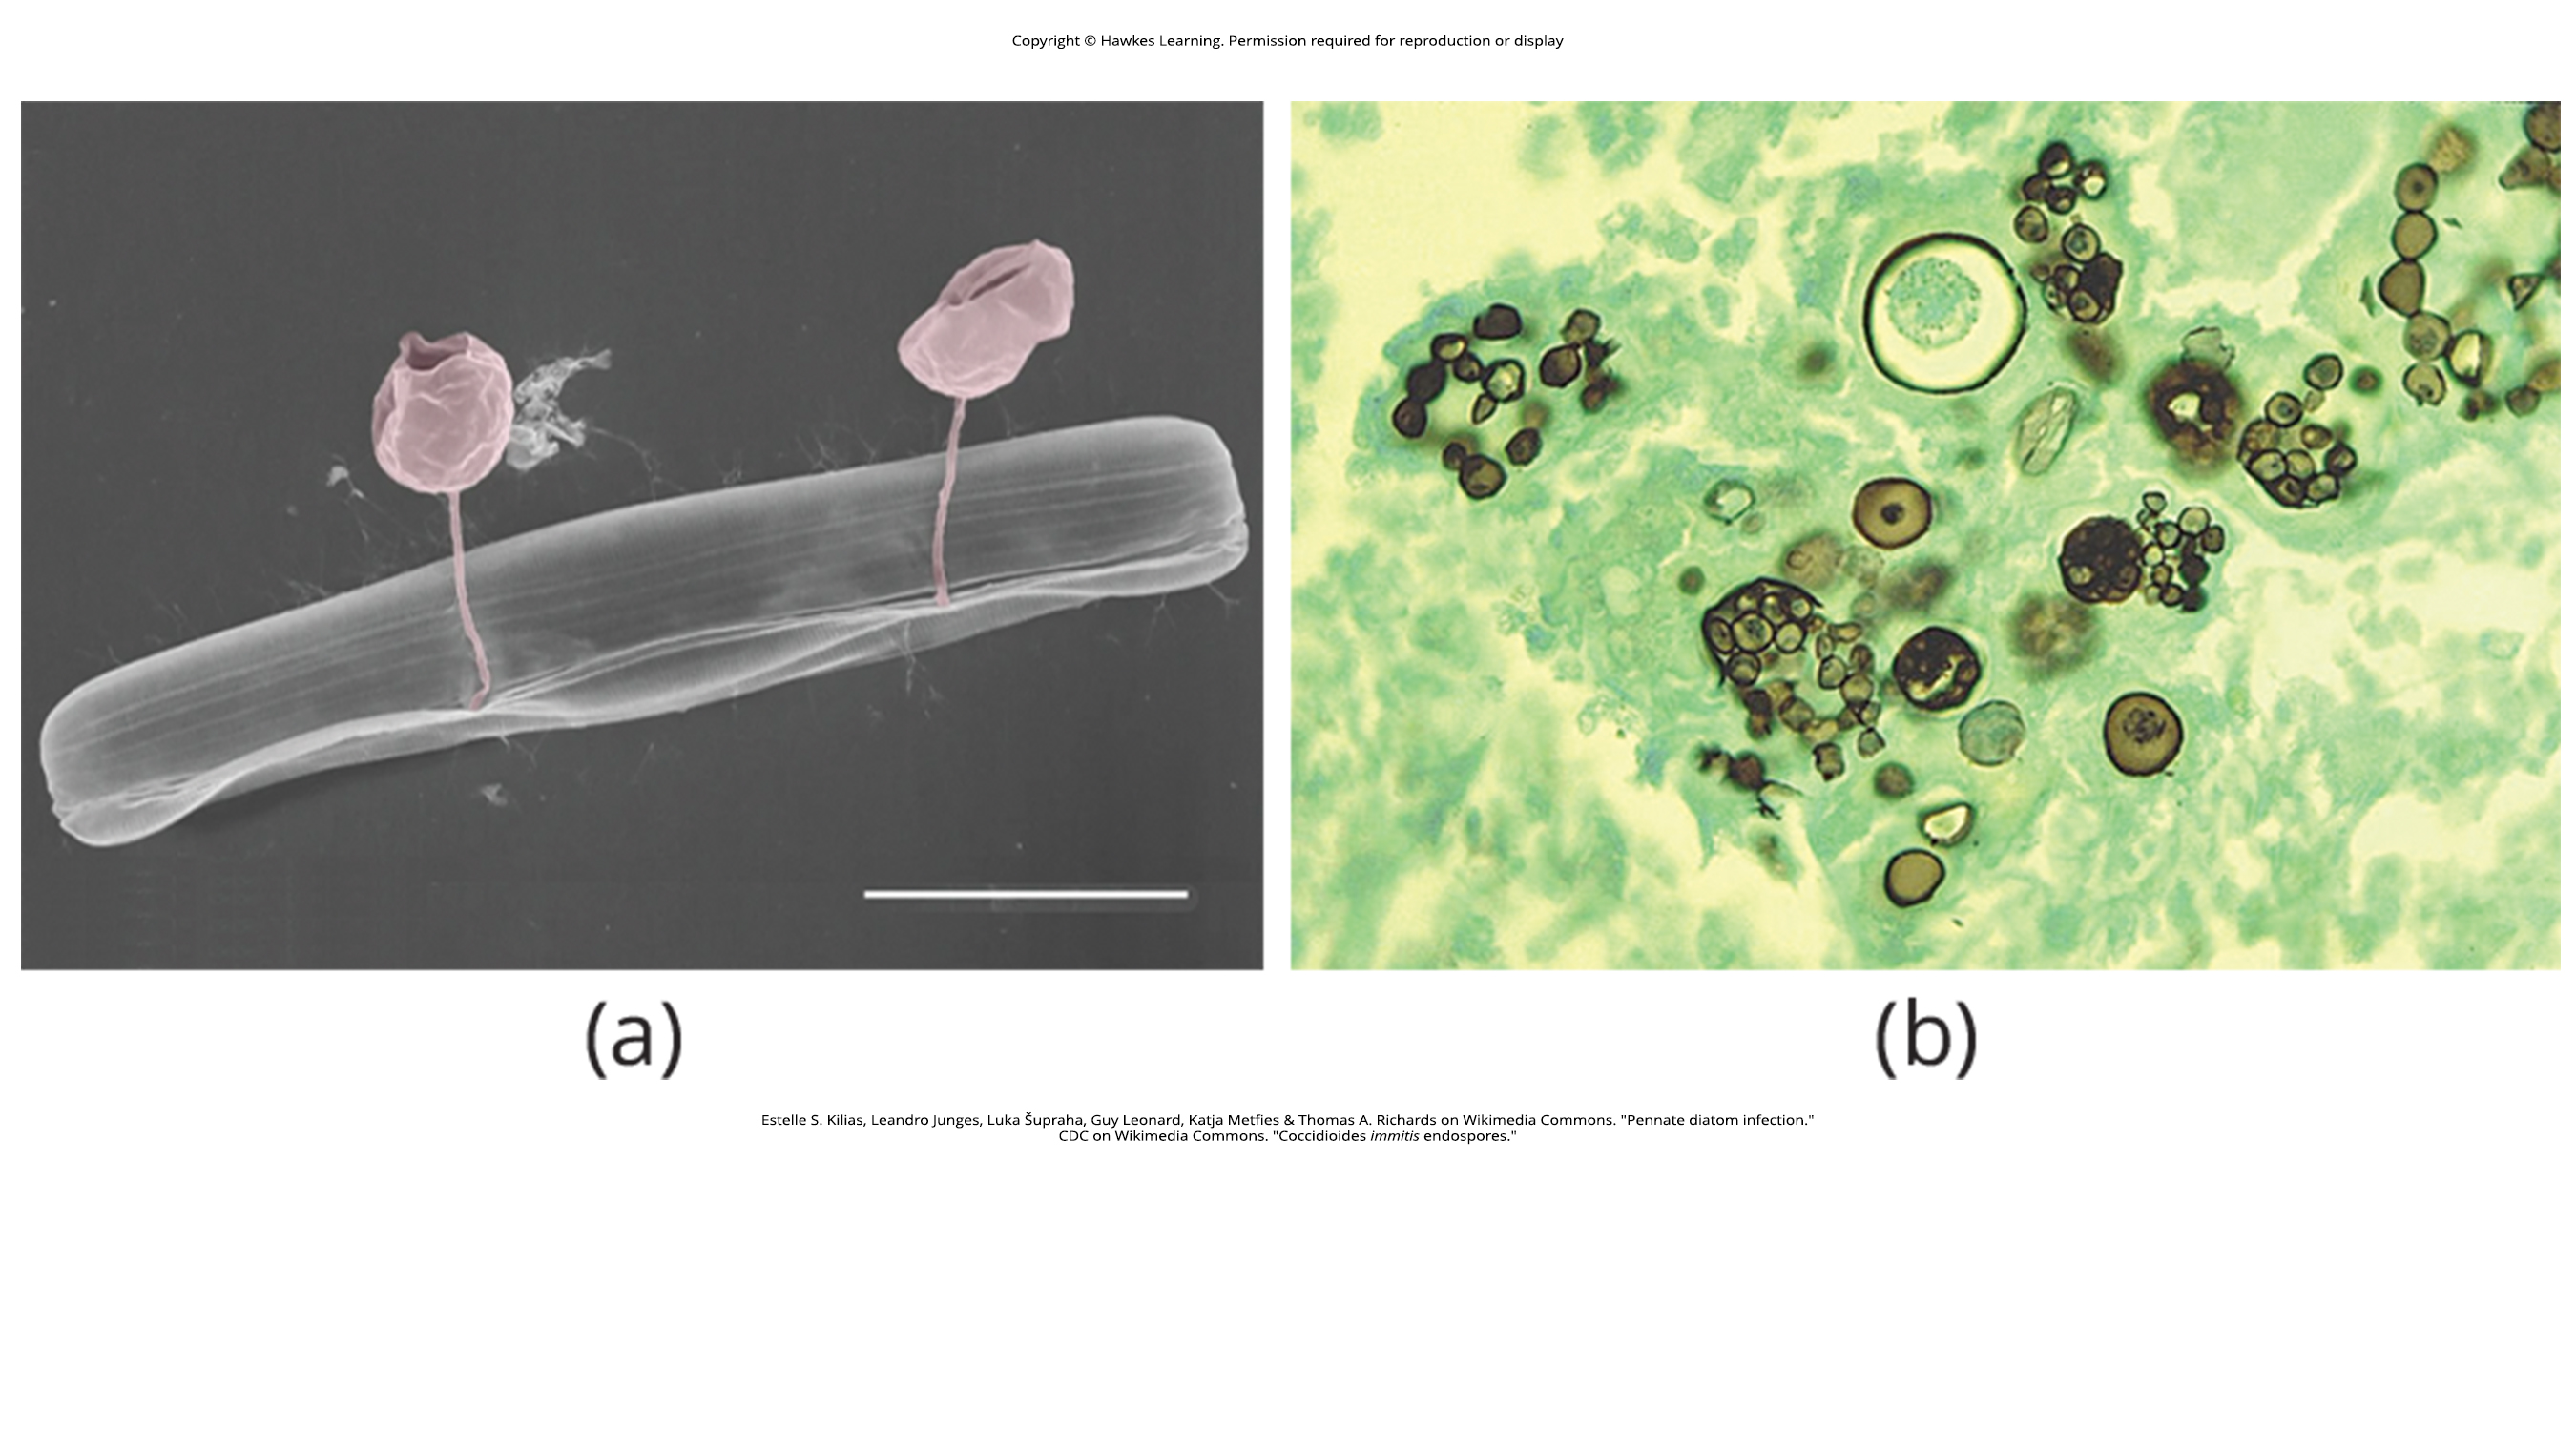 Copyright © Hawkes Learning. Permission required for reproduction or display
(a)
(b)
Estelle S. Kilias, Leandro Junges, Luka Šupraha, Guy Leonard, Katja Metfies & Thomas A. Richards on Wikimedia Commons. "Pennate diatom infection."
CDC on Wikimedia Commons. "Coccidioides immitis endospores."